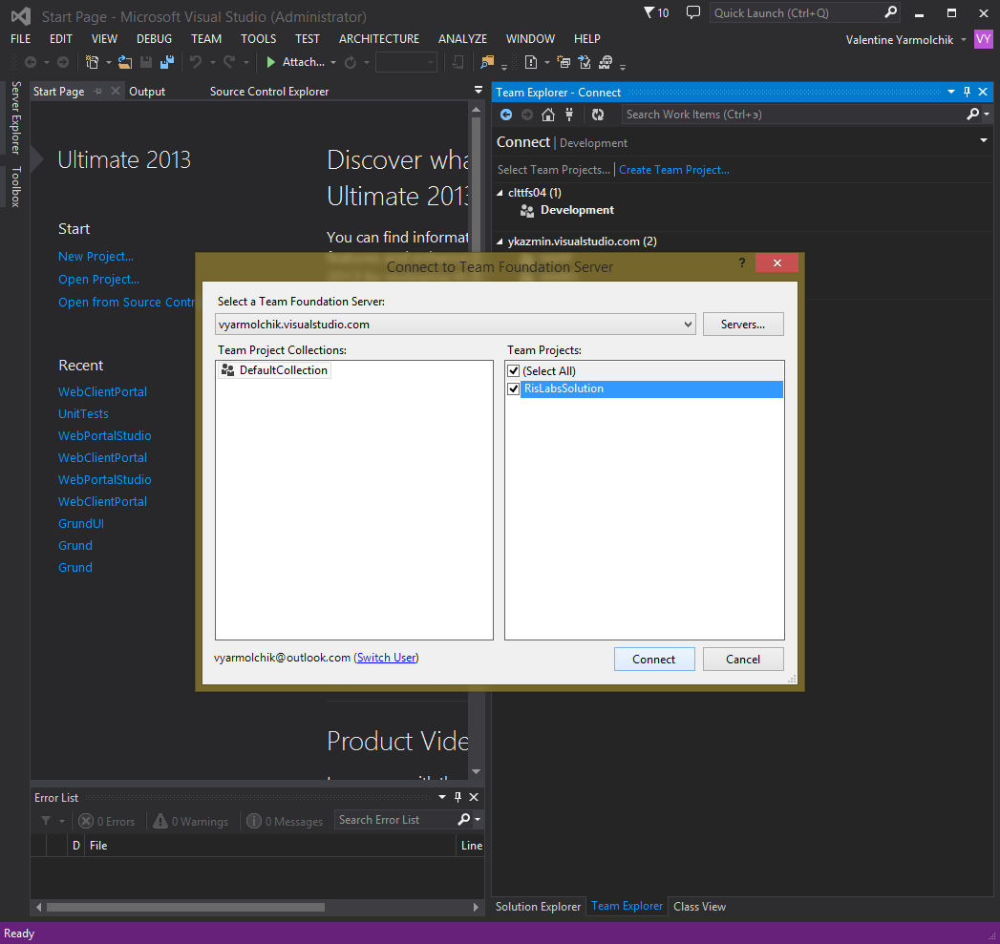 Start Page - Microsoft Visual Studio (Administrator)
10
Quick Launch (Ctrl+Q)
FILE EDIT VIEW DEBUG TEAM TOOLS TEST ARCHITECTURE ANALYZE WINDOW HELP
Valentine Yarmolchik
VY
Attach...
Server Explorer
Toolbox
Start Page
Output
Source Control Explorer
Ultimate 2013
Start
New Project...
Open Project...
Open from Source Contr
Recent
WebClientPortal
UnitTests
WebPortalStudio
WebClientPortal
WebPortalStudio
WebClientPortal
GrundUI
Grund
Grund
Discover wha
Ultimate 2013
You can find informat
Product Vide
Team Explorer - Connect
Search Work Items (Ctrl+э)
Connect | Development
Select Team Projects... | Create Team Project...
clttfs04 (1)
Development
ykazmin.visualstudio.com (2)
Connect to Team Foundation Server
?
Select a Team Foundation Server:
vyarmolchik.visualstudio.com
Servers...
Team Project Collections:
Team Projects:
DefaultCollection
(Select All)
RisLabsSolution
vyarmolchik@outlook.com (Switch User)
Connect
Cancel
Error List
0 Errors
0 Warnings
0 Messages
Search Error List
D File Line
Solution Explorer
Team Explorer
Class View
Ready